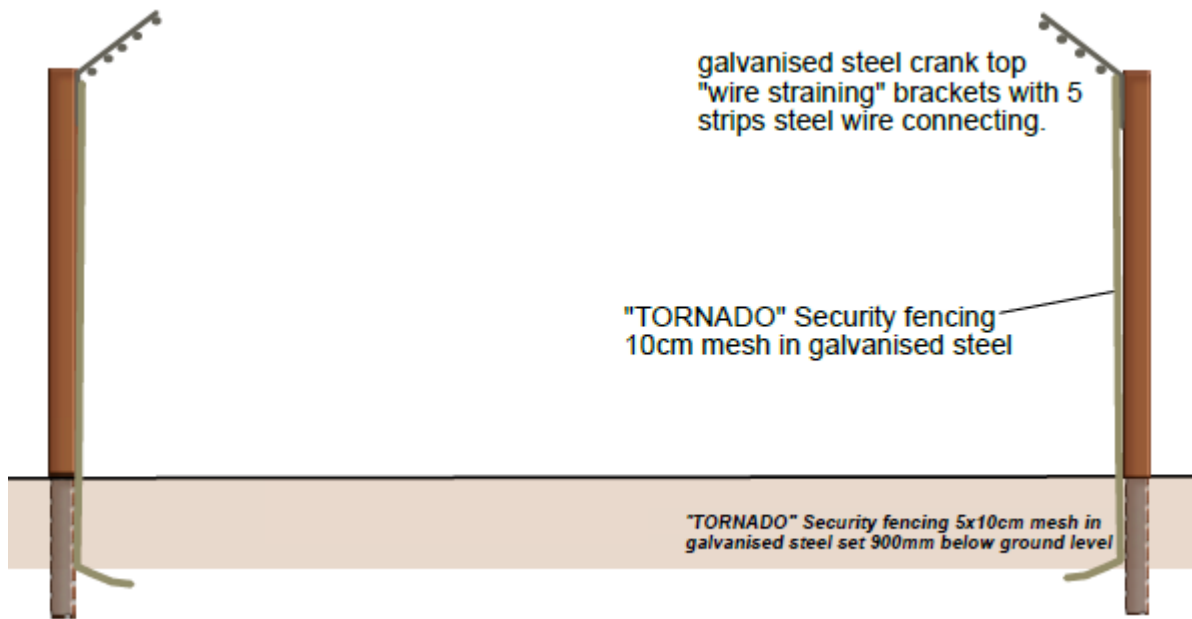 galvanised steel crank top
"wire straining" brackets with 5
strips steel wire connecting.
"TORNADO" Security fencing
10cm mesh in galvanised steel
"TORNADO" Security fencing 5x10cm mesh in
galvanised steel set 900mm below ground level